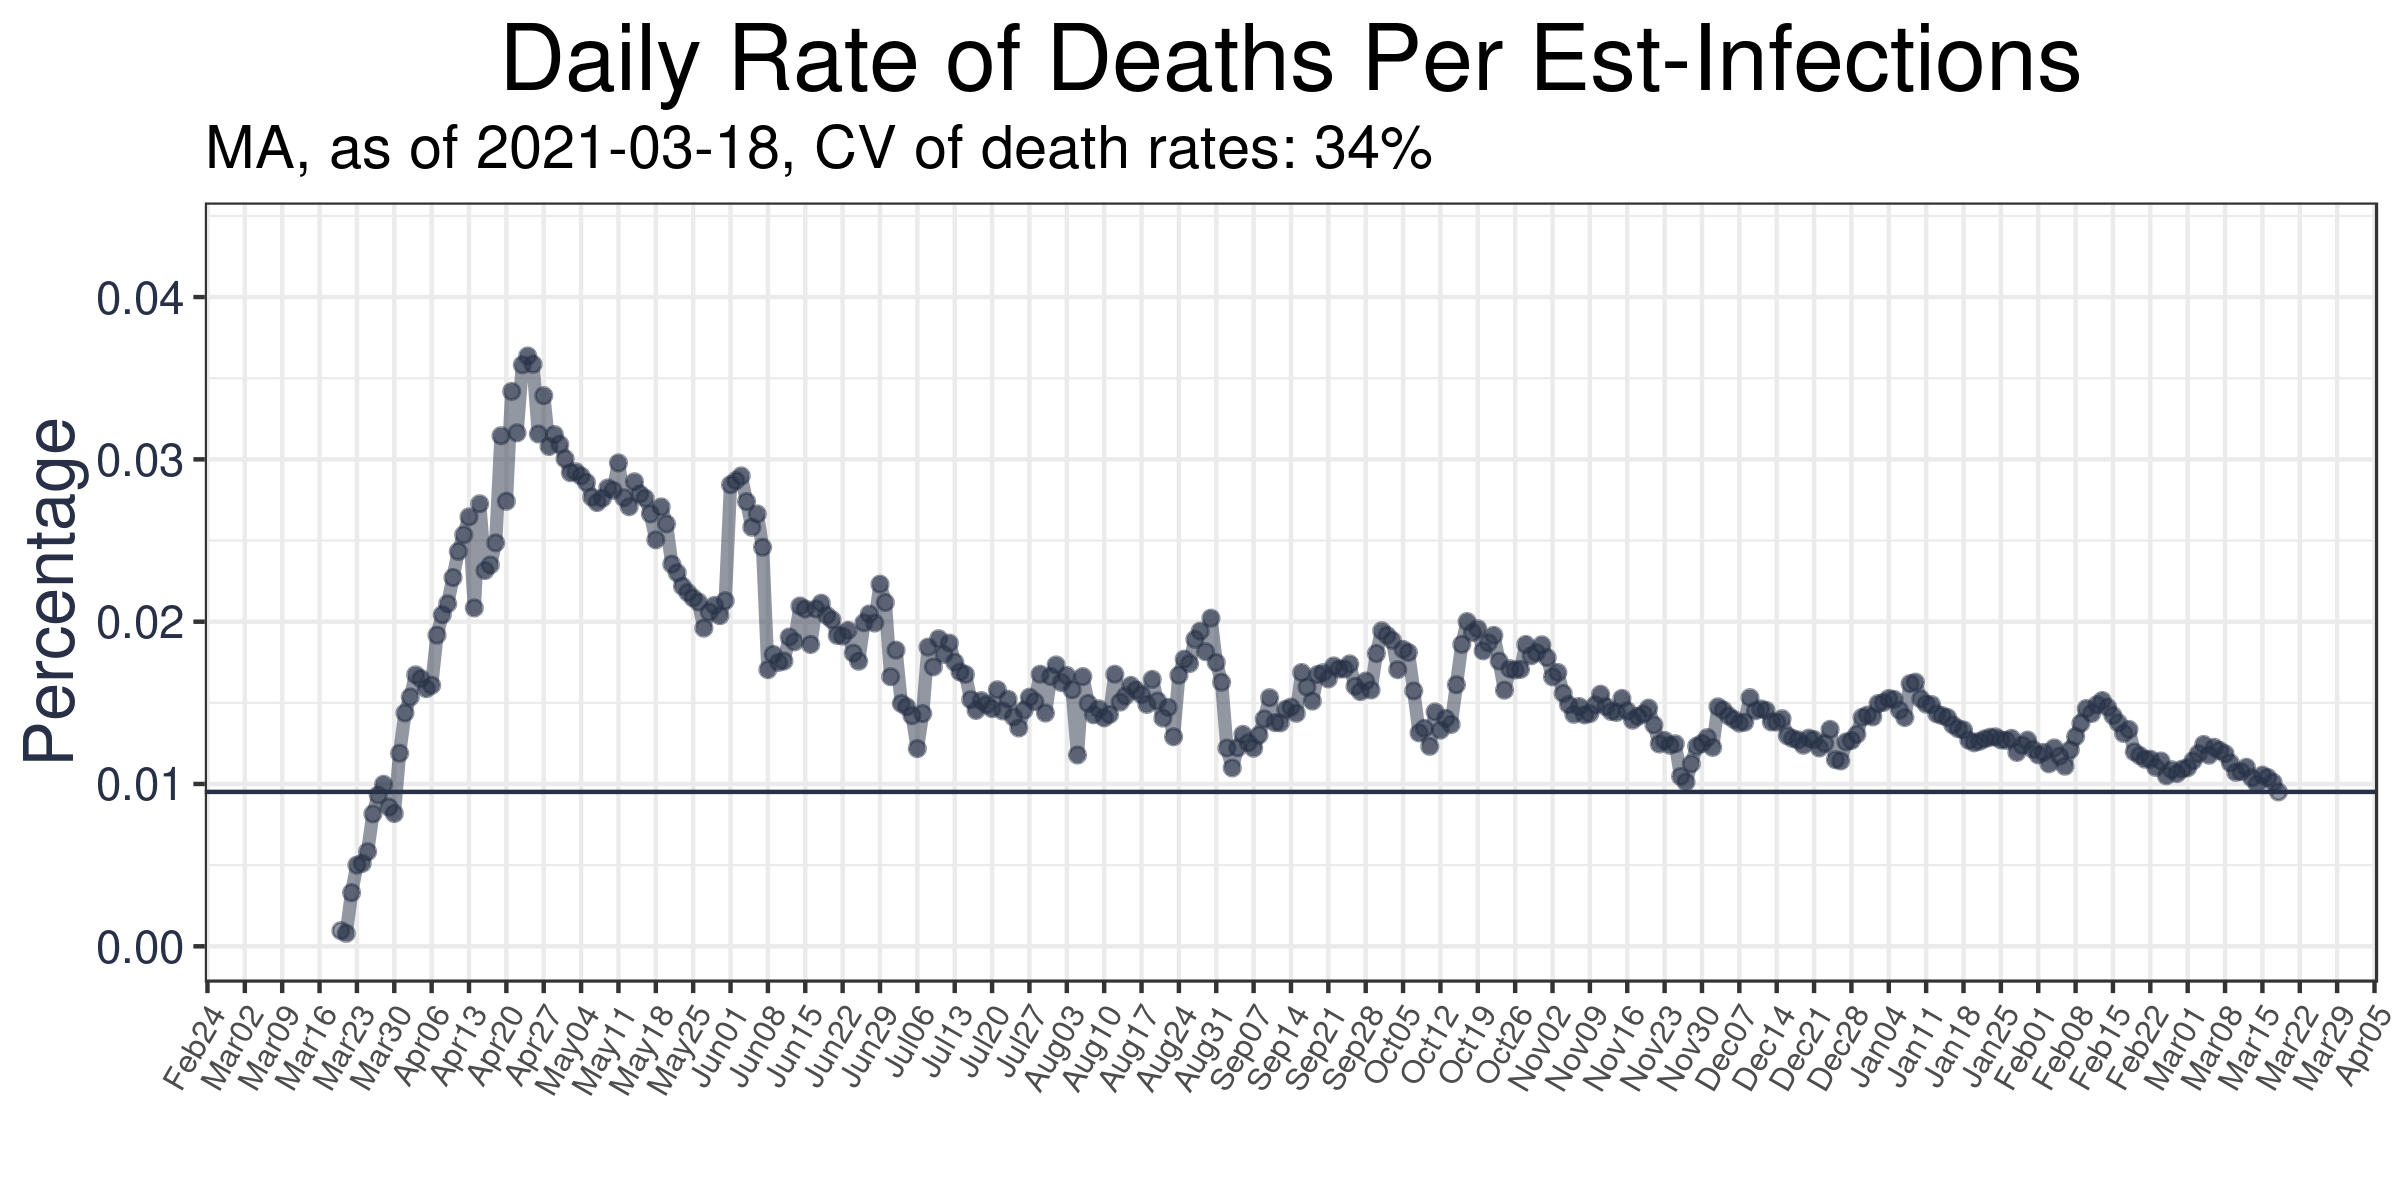 Daily Rate of Deaths Per Est-Infections
MA, as of 2021-03-18, CV of death rates: 34%
Percentage
0.04
0.03
0.02
0.01
0.00
Feb24
Mar02
Mar09
Mar16
Mar23
Mar30
Apr06
Apr13
Apr20
Apr27
May04
May11
May18
May25
Jun01
Jun08
Jun15
Jun22
Jun29
Jul06
Jul13
Jul20
Jul27
Aug03
Aug10
Aug17
Aug24
Aug31
Sep07
Sep14
Sep21
Sep28
Oct05
Oct12
Oct19
Oct26
Nov02
Nov09
Nov16
Nov23
Nov30
Dec07
Dec14
Dec21
Dec28
Jan04
Jan11
Jan18
Jan25
Feb01
Feb08
Feb15
Feb22
Mar01
Mar08
Mar15
Mar22
Mar29
Apr05